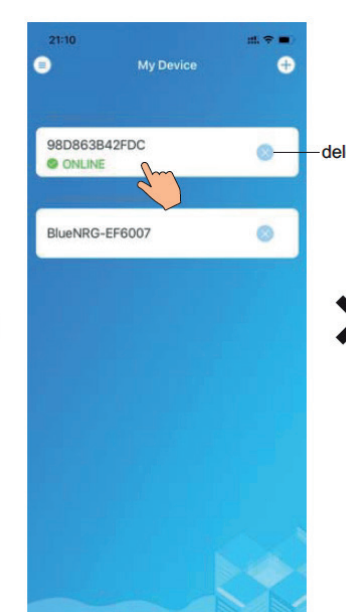 21:10
My Device
98D863B42FDC
ONLINE
del
BlueNRG-EF6007